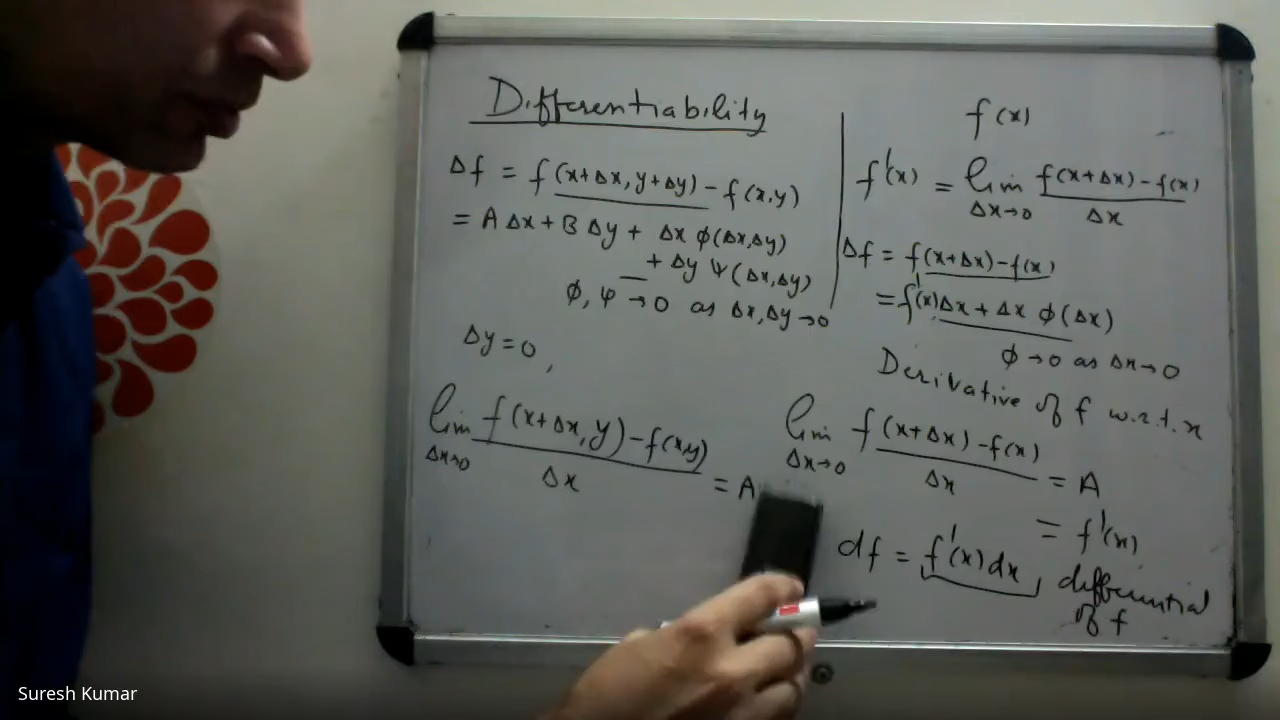 Differentiability
Δf = f(x+Δx, y+Δy) - f(x,y)
= A Δx + B Δy + Δx ϕ(Δx,Δy)
+ Δy ψ(Δx,Δy)
ϕ, ψ → 0 as Δx, Δy → 0
Δy = 0,
lim Δx→0 f(x+Δx, y) - f(x,y) / Δx = A
f(x)
f'(x) = lim Δx→0 f(x+Δx) - f(x) / Δx
Δf = f(x+Δx) - f(x)
= f'(x)Δx + Δx ϕ(Δx)
ϕ → 0 as Δx → 0
Derivative of f w.r.t. x
lim Δx→0 f(x+Δx) - f(x) / Δx = A
= f'(x)
df = f'(x) dx, differential
of f
Suresh Kumar